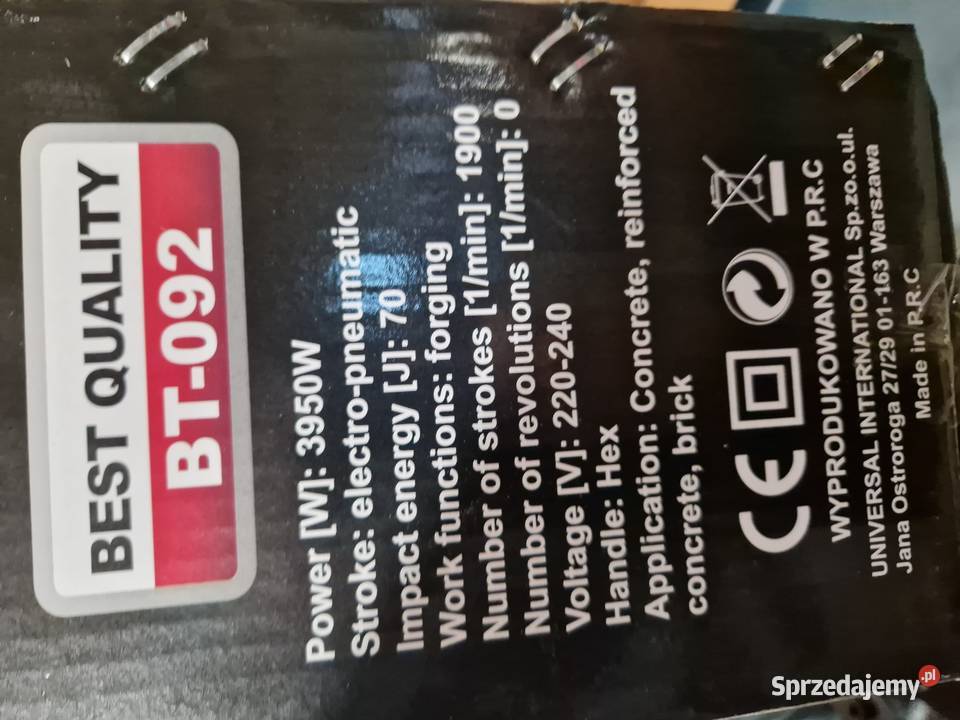 BEST QUALITY
BT-092
Power [W]: 3950W
Stroke: electro-pneumatic
Impact energy [J]: 70
Work functions: forging
Number of strokes [1/min]: 1900
Number of revolutions [1/min]: 0
Voltage [V]: 220-240
Handle: Hex
Application: Concrete, reinforced
concrete, brick
CE
WYPRODUKOWANO W P.R.C
UNIVERSAL INTERNATIONAL Sp.zo.o.ul.
Jana Ostroroga 27/29 01-163 Warszawa
Made in P.R.C
Sprzedajemy.pl